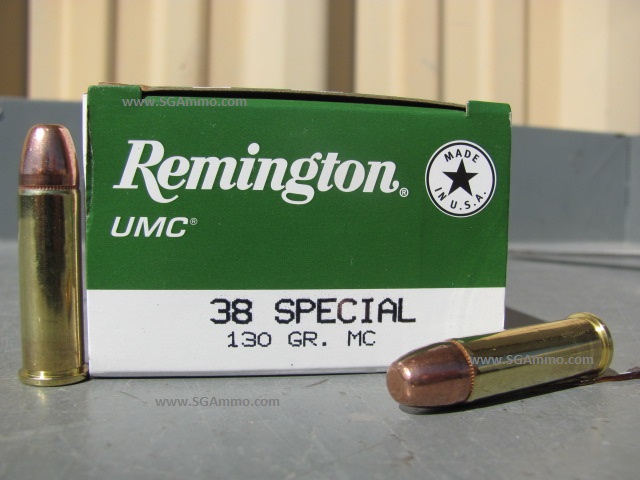 www.SGAmmo.com
Remington®
UMC®
MADE
IN U.S.A.
38 SPECIAL
130 GR. MC
www.SGAmmo.com
www.SGAmmo.com